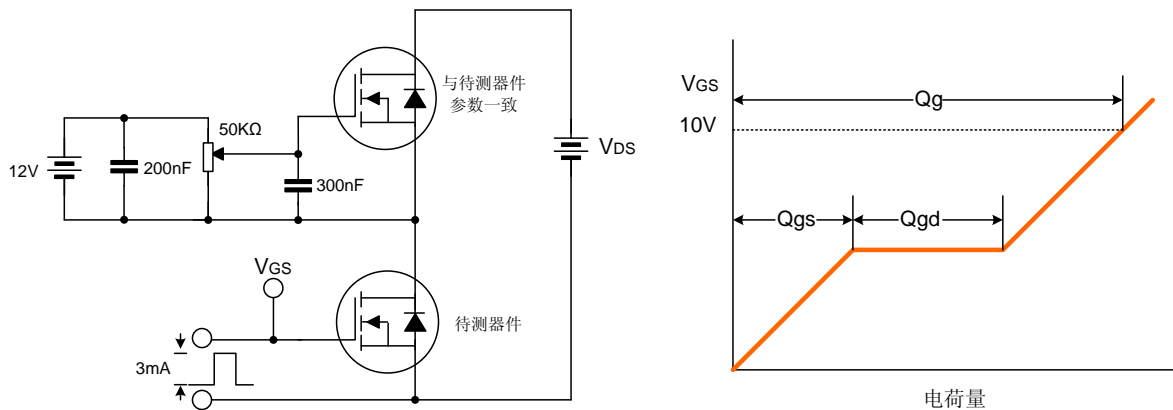 与待测器件
参数一致
50KΩ
12V
200nF
300nF
VDS
VGS
待测器件
3mA
VGS
10V
Qg
Qgs
Qgd
电荷量